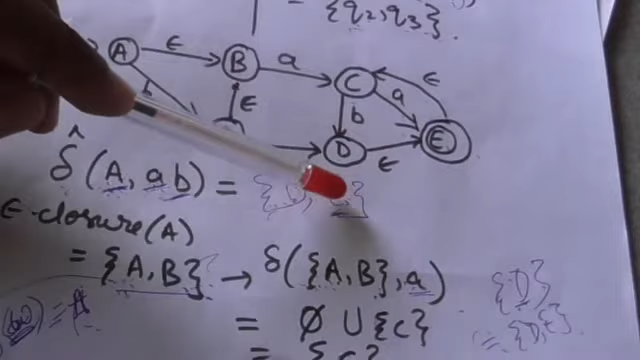 = {q2, q3}.
A ε B a C ε
b ε b a E
D ε
δ̂(A, ab) =
ε-closure(A)
= {A, B} → δ({A, B}, a)
= ∅ ∪ {c}
= {c}
{D}